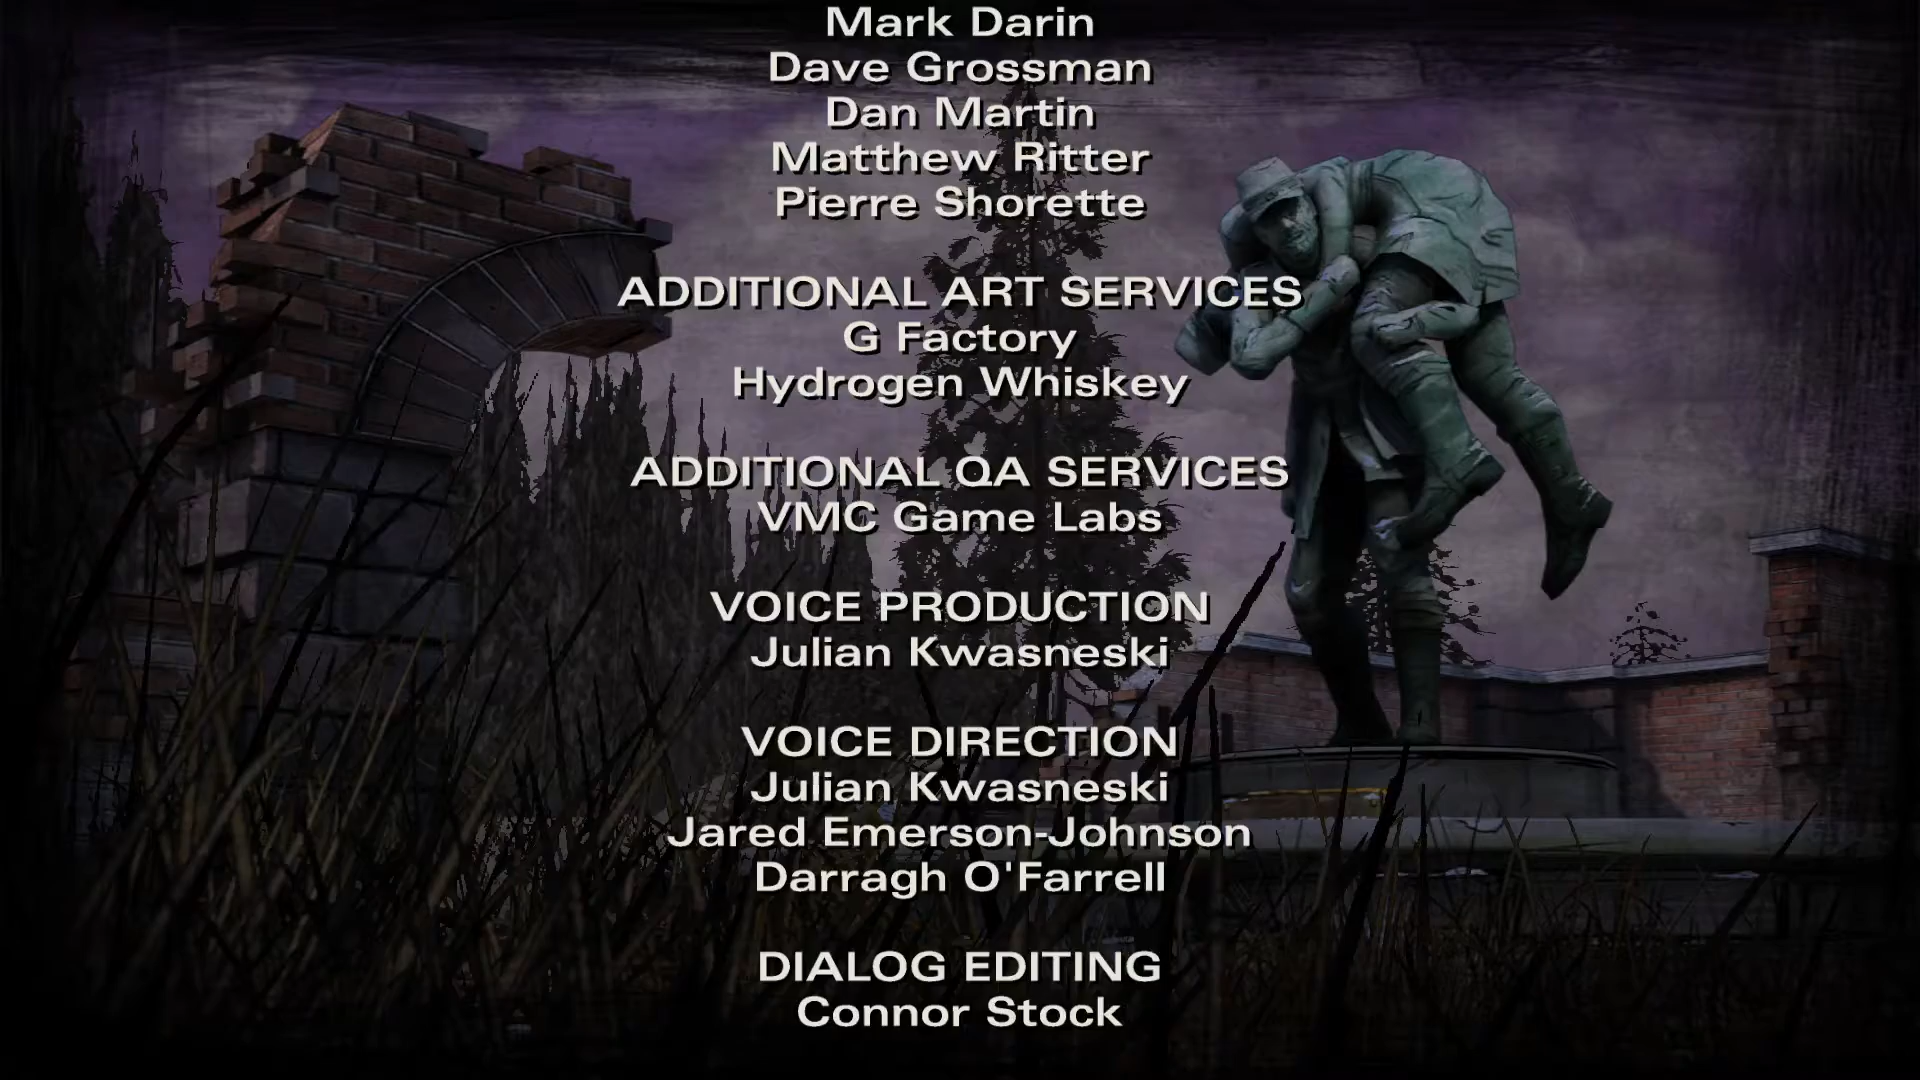 Mark Darin
Dave Grossman
Dan Martin
Matthew Ritter
Pierre Shorette
ADDITIONAL ART SERVICES
G Factory
Hydrogen Whiskey
ADDITIONAL QA SERVICES
VMC Game Labs
VOICE PRODUCTION
Julian Kwasneski
VOICE DIRECTION
Julian Kwasneski
Jared Emerson-Johnson
Darragh O'Farrell
DIALOG EDITING
Connor Stock